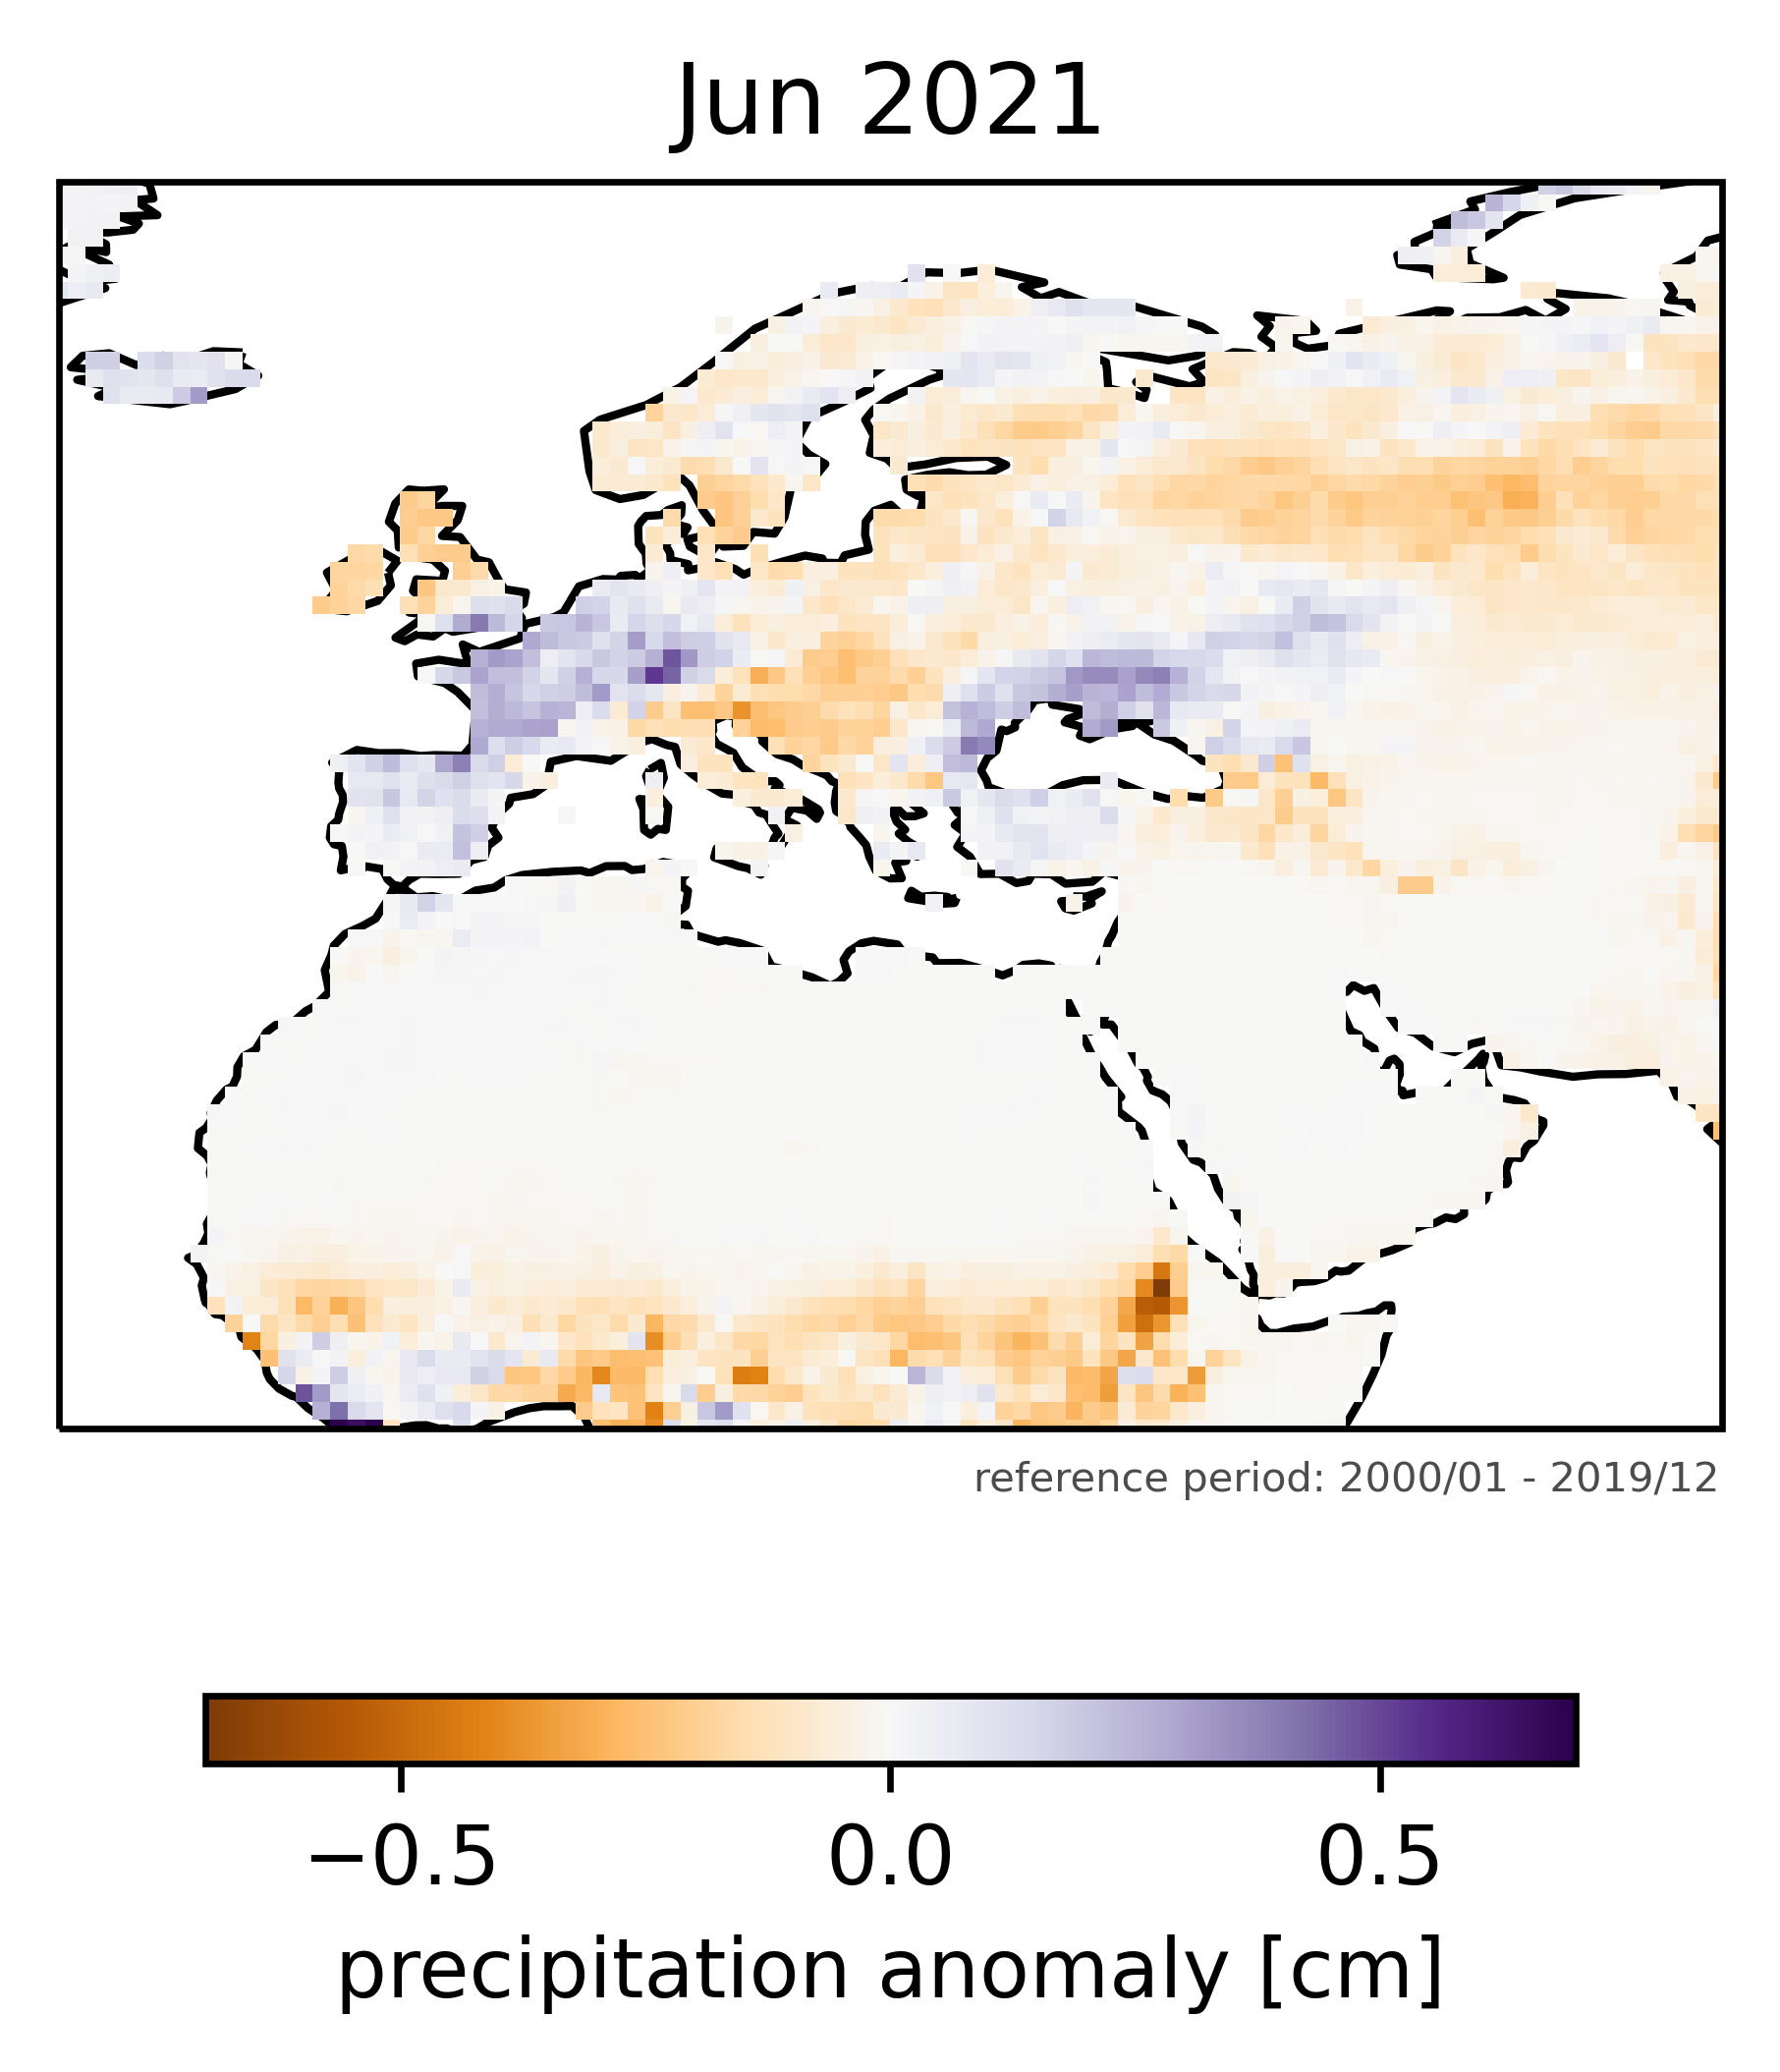 Jun 2021
reference period: 2000/01 - 2019/12
−0.5 0.0 0.5
precipitation anomaly [cm]